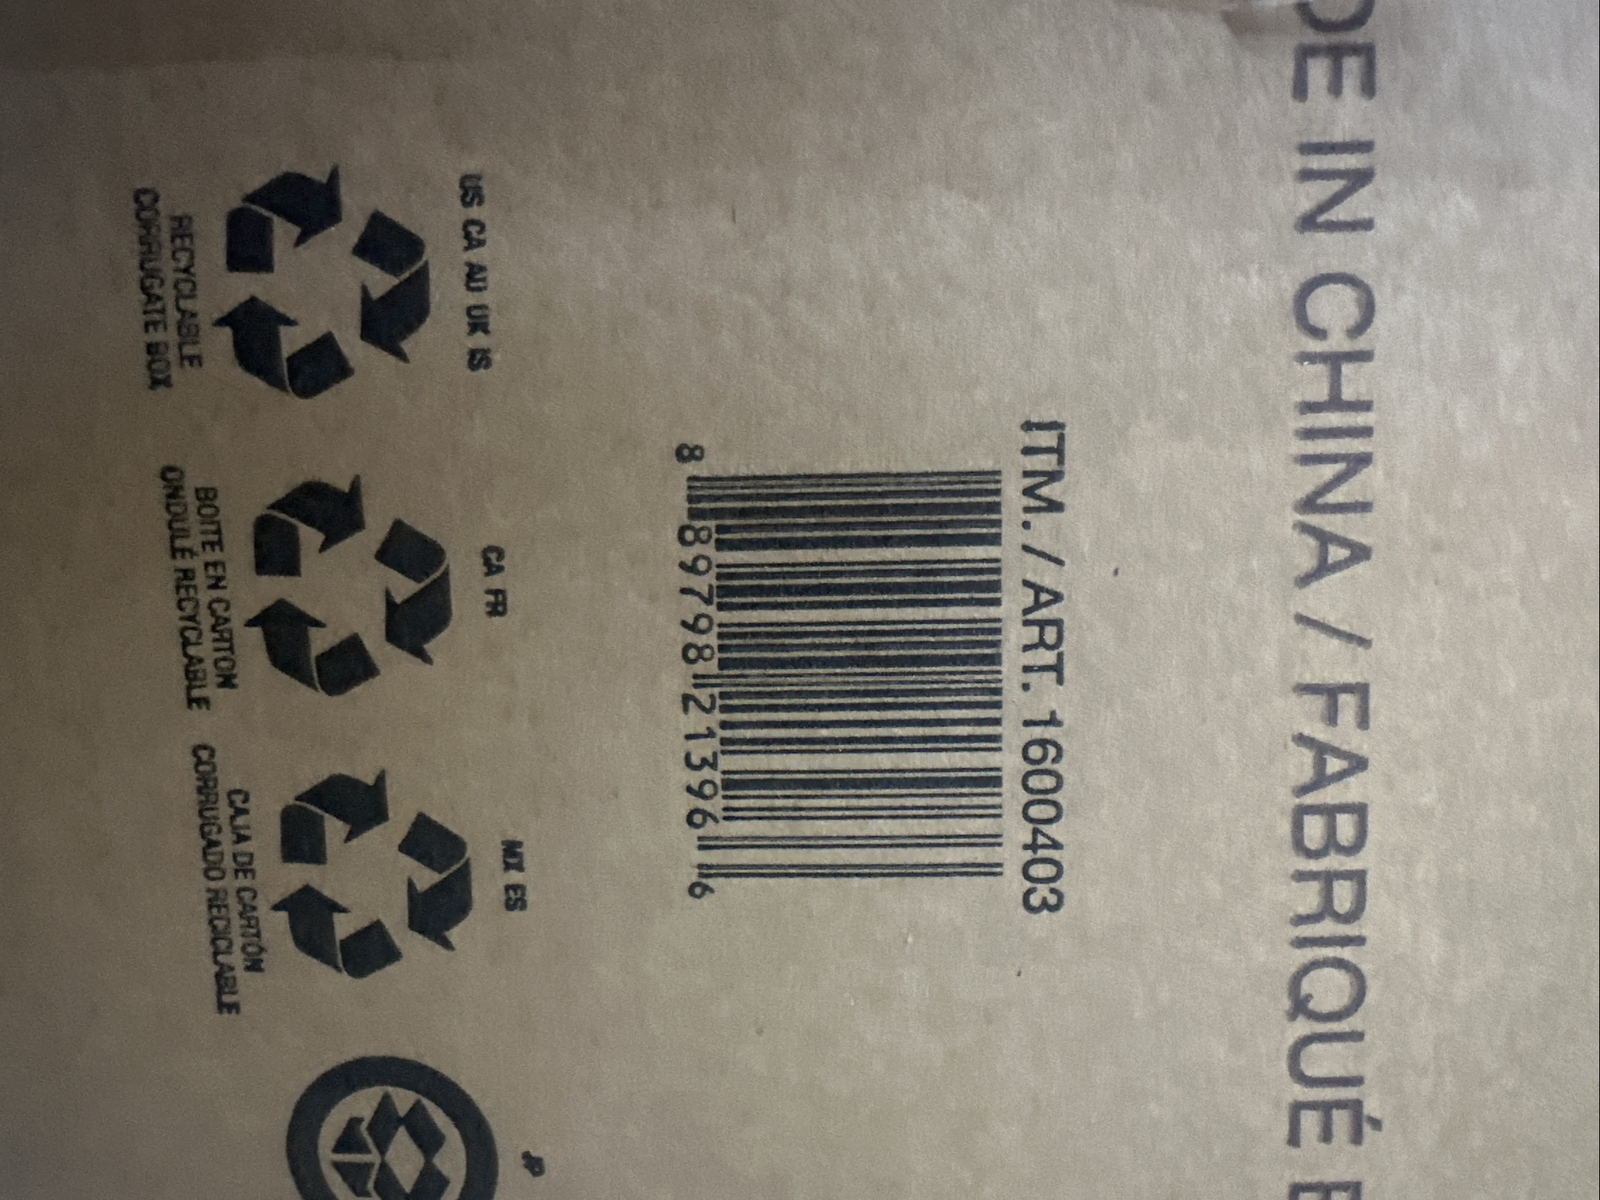 DE IN CHINA / FABRIQUÉ E
ITM. / ART. 1600403
8 89798 21396 6
US CA AU UK IS
RECYCLABLE
CORRUGATE BOX
CA FR
BOITE EN CARTON
ONDULÉ RECYCLABLE
MX ES
CAJA DE CARTÓN
CORRUGADO RECICLABLE
JP